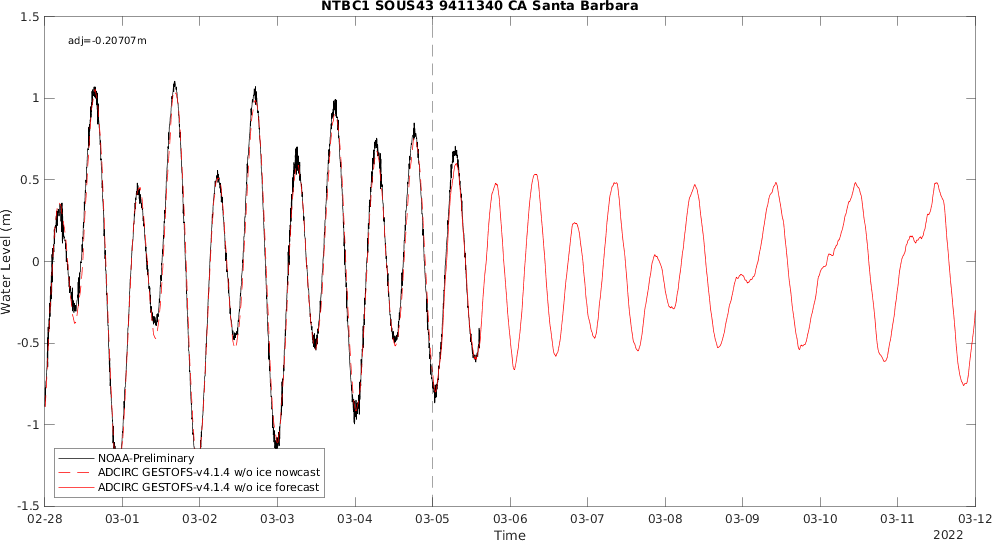 NTBC1 SOUS43 9411340 CA Santa Barbara
adj=-0.20707m
1.5
1
0.5
0
-0.5
-1
-1.5
Water Level (m)
NOAA-Preliminary
ADCIRC GESTOFS-v4.1.4 w/o ice nowcast
ADCIRC GESTOFS-v4.1.4 w/o ice forecast
02-28 03-01 03-02 03-03 03-04 03-05 03-06 03-07 03-08 03-09 03-10 03-11 03-12
Time
2022